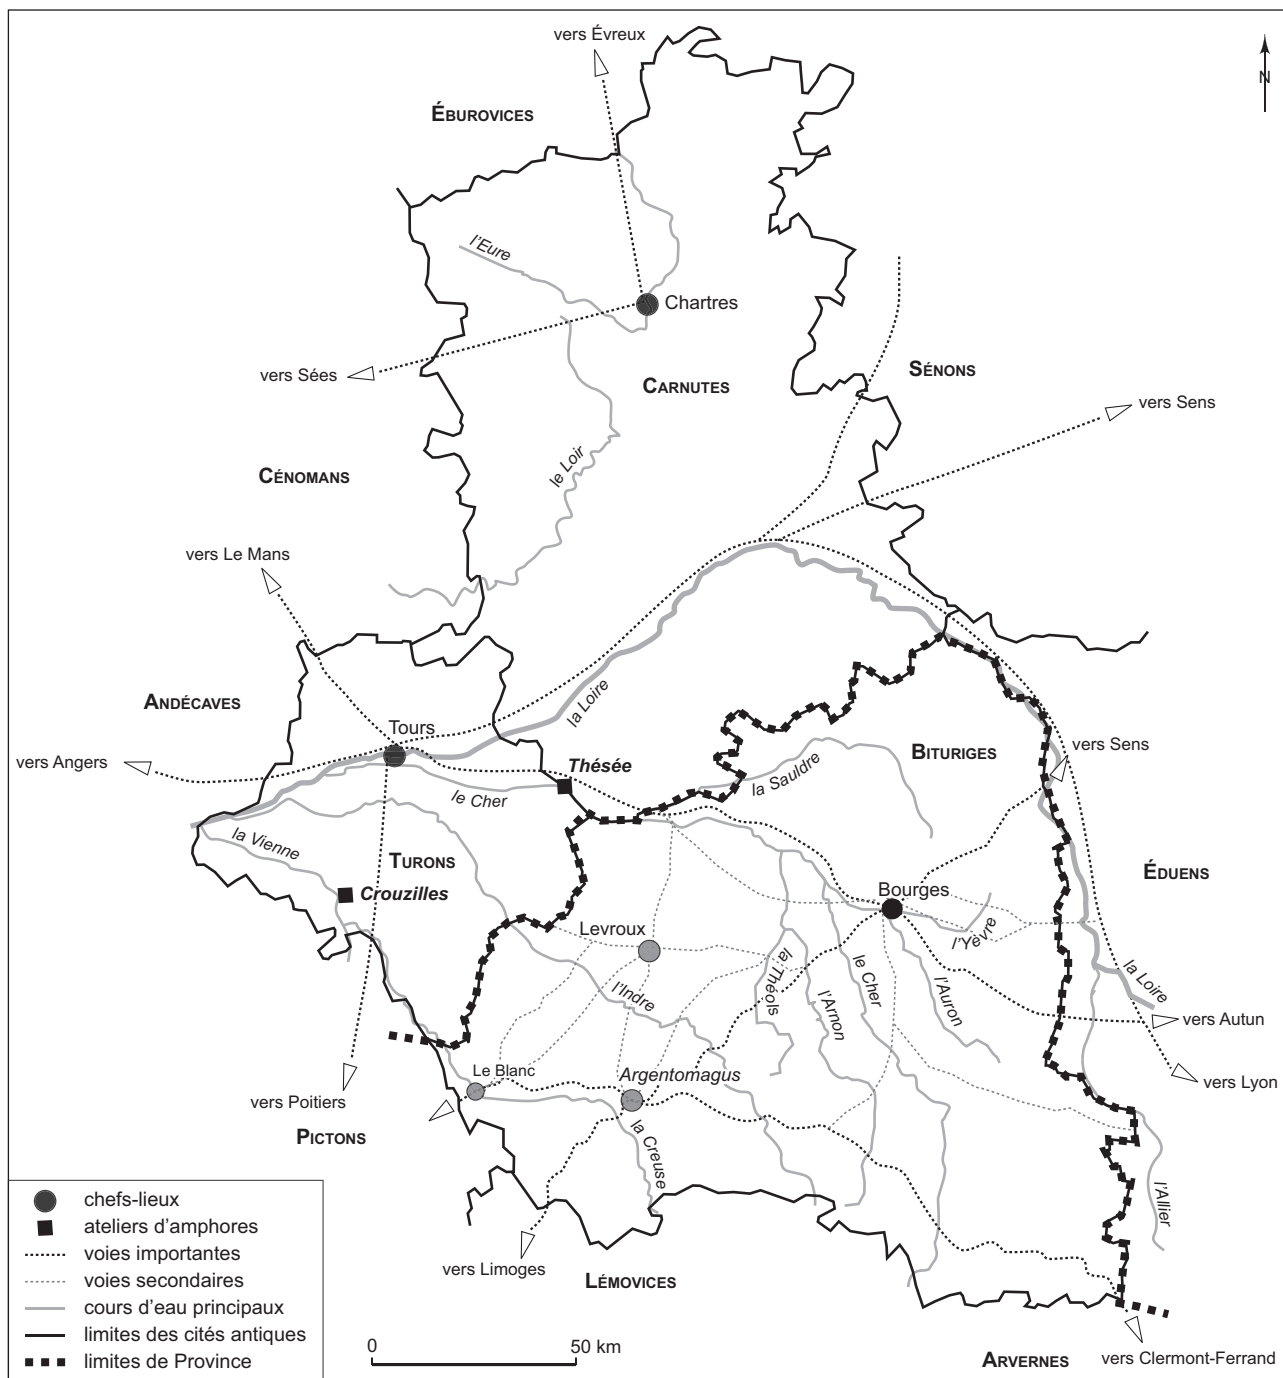 vers Évreux
N
ÉBUROVICES
l'Eure
Chartres
vers Sées
CARNUTES
SÉNONS
vers Sens
CÉNOMANS
le Loir
vers Le Mans
ANDÉCAVES
la Loire
Tours
BITURIGES
vers Sens
vers Angers
Thésée
la Sauldre
le Cher
la Vienne
TURONS
Crouzilles
ÉDUENS
Bourges
Levroux
l'Yèvre
la Théols
le Cher
l'Indre
l'Arnon
l'Auron
la Loire
vers Autun
Le Blanc
Argentomagus
vers Lyon
vers Poitiers
PICTONS
la Creuse
l'Allier
vers Limoges
LÉMOVICES
ARVERNES
vers Clermont-Ferrand
chefs-lieux
ateliers d'amphores
voies importantes
voies secondaires
cours d'eau principaux
limites des cités antiques
limites de Province
0
50 km